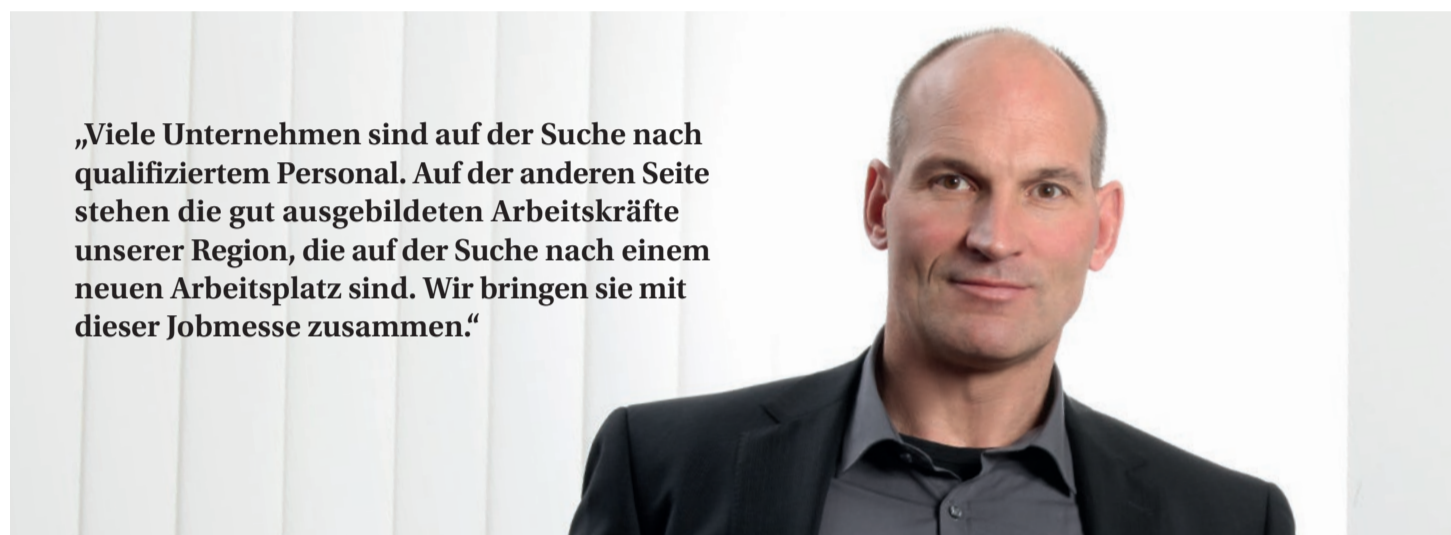 „Viele Unternehmen sind auf der Suche nach
qualifiziertem Personal. Auf der anderen Seite
stehen die gut ausgebildeten Arbeitskräfte
unserer Region, die auf der Suche nach einem
neuen Arbeitsplatz sind. Wir bringen sie mit
dieser Jobmesse zusammen.“